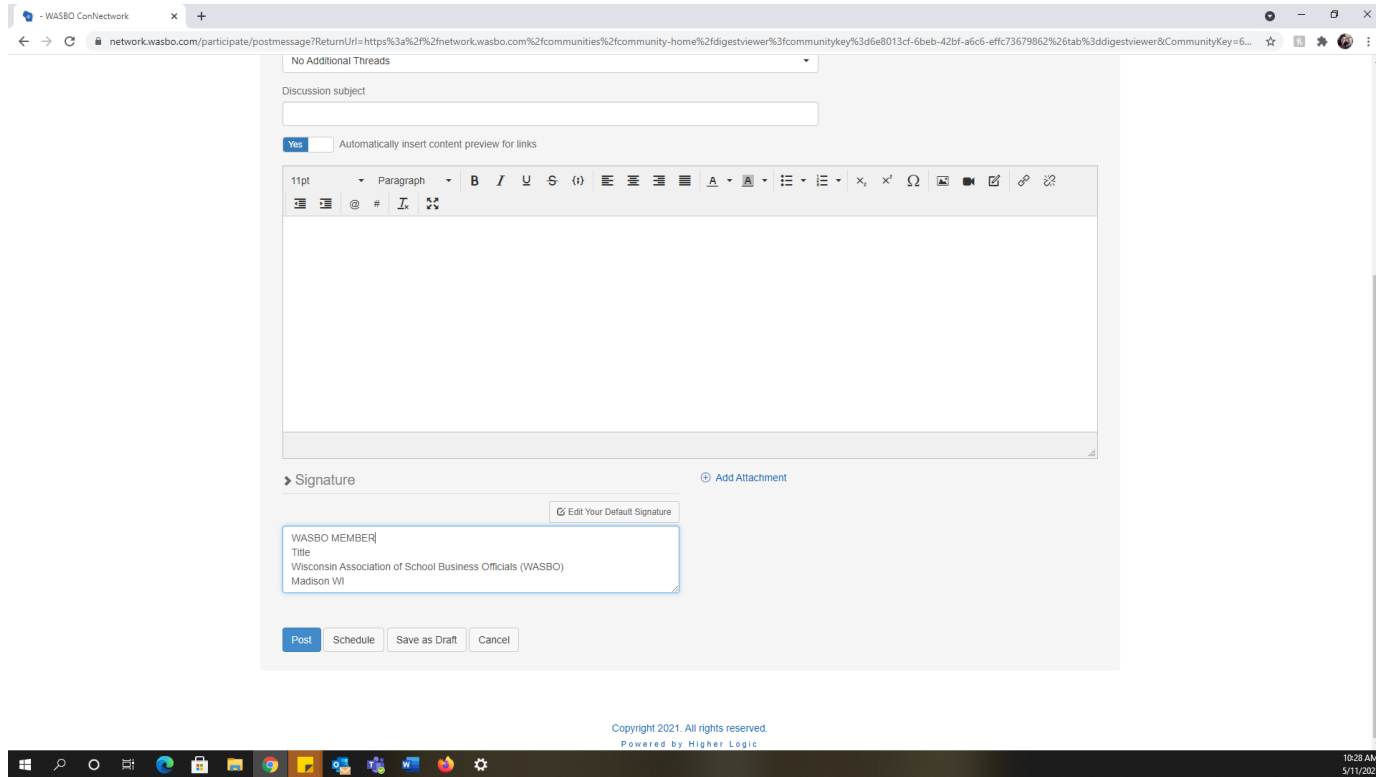 - WASBO ConNectwork
network.wasbo.com/participate/postmessage?ReturnUrl=https%3a%2f%2fnetwork.wasbo.com%2fcommunities%2fcommunity-home%2fdigestviewer%3fcommunitykey%3d6e8013cf-6beb-42bf-a6c6-effc73679862%26tab%3ddigestviewer&CommunityKey=6...
No Additional Threads
Discussion subject
Yes Automatically insert content preview for links
11pt Paragraph B I U S {;} A A x₂ x² Ω
@ # Ix
Signature
Add Attachment
Edit Your Default Signature
WASBO MEMBER
Title
Wisconsin Association of School Business Officials (WASBO)
Madison WI
Post Schedule Save as Draft Cancel
Copyright 2021. All rights reserved.
Powered by Higher Logic
10:28 AM
5/11/202